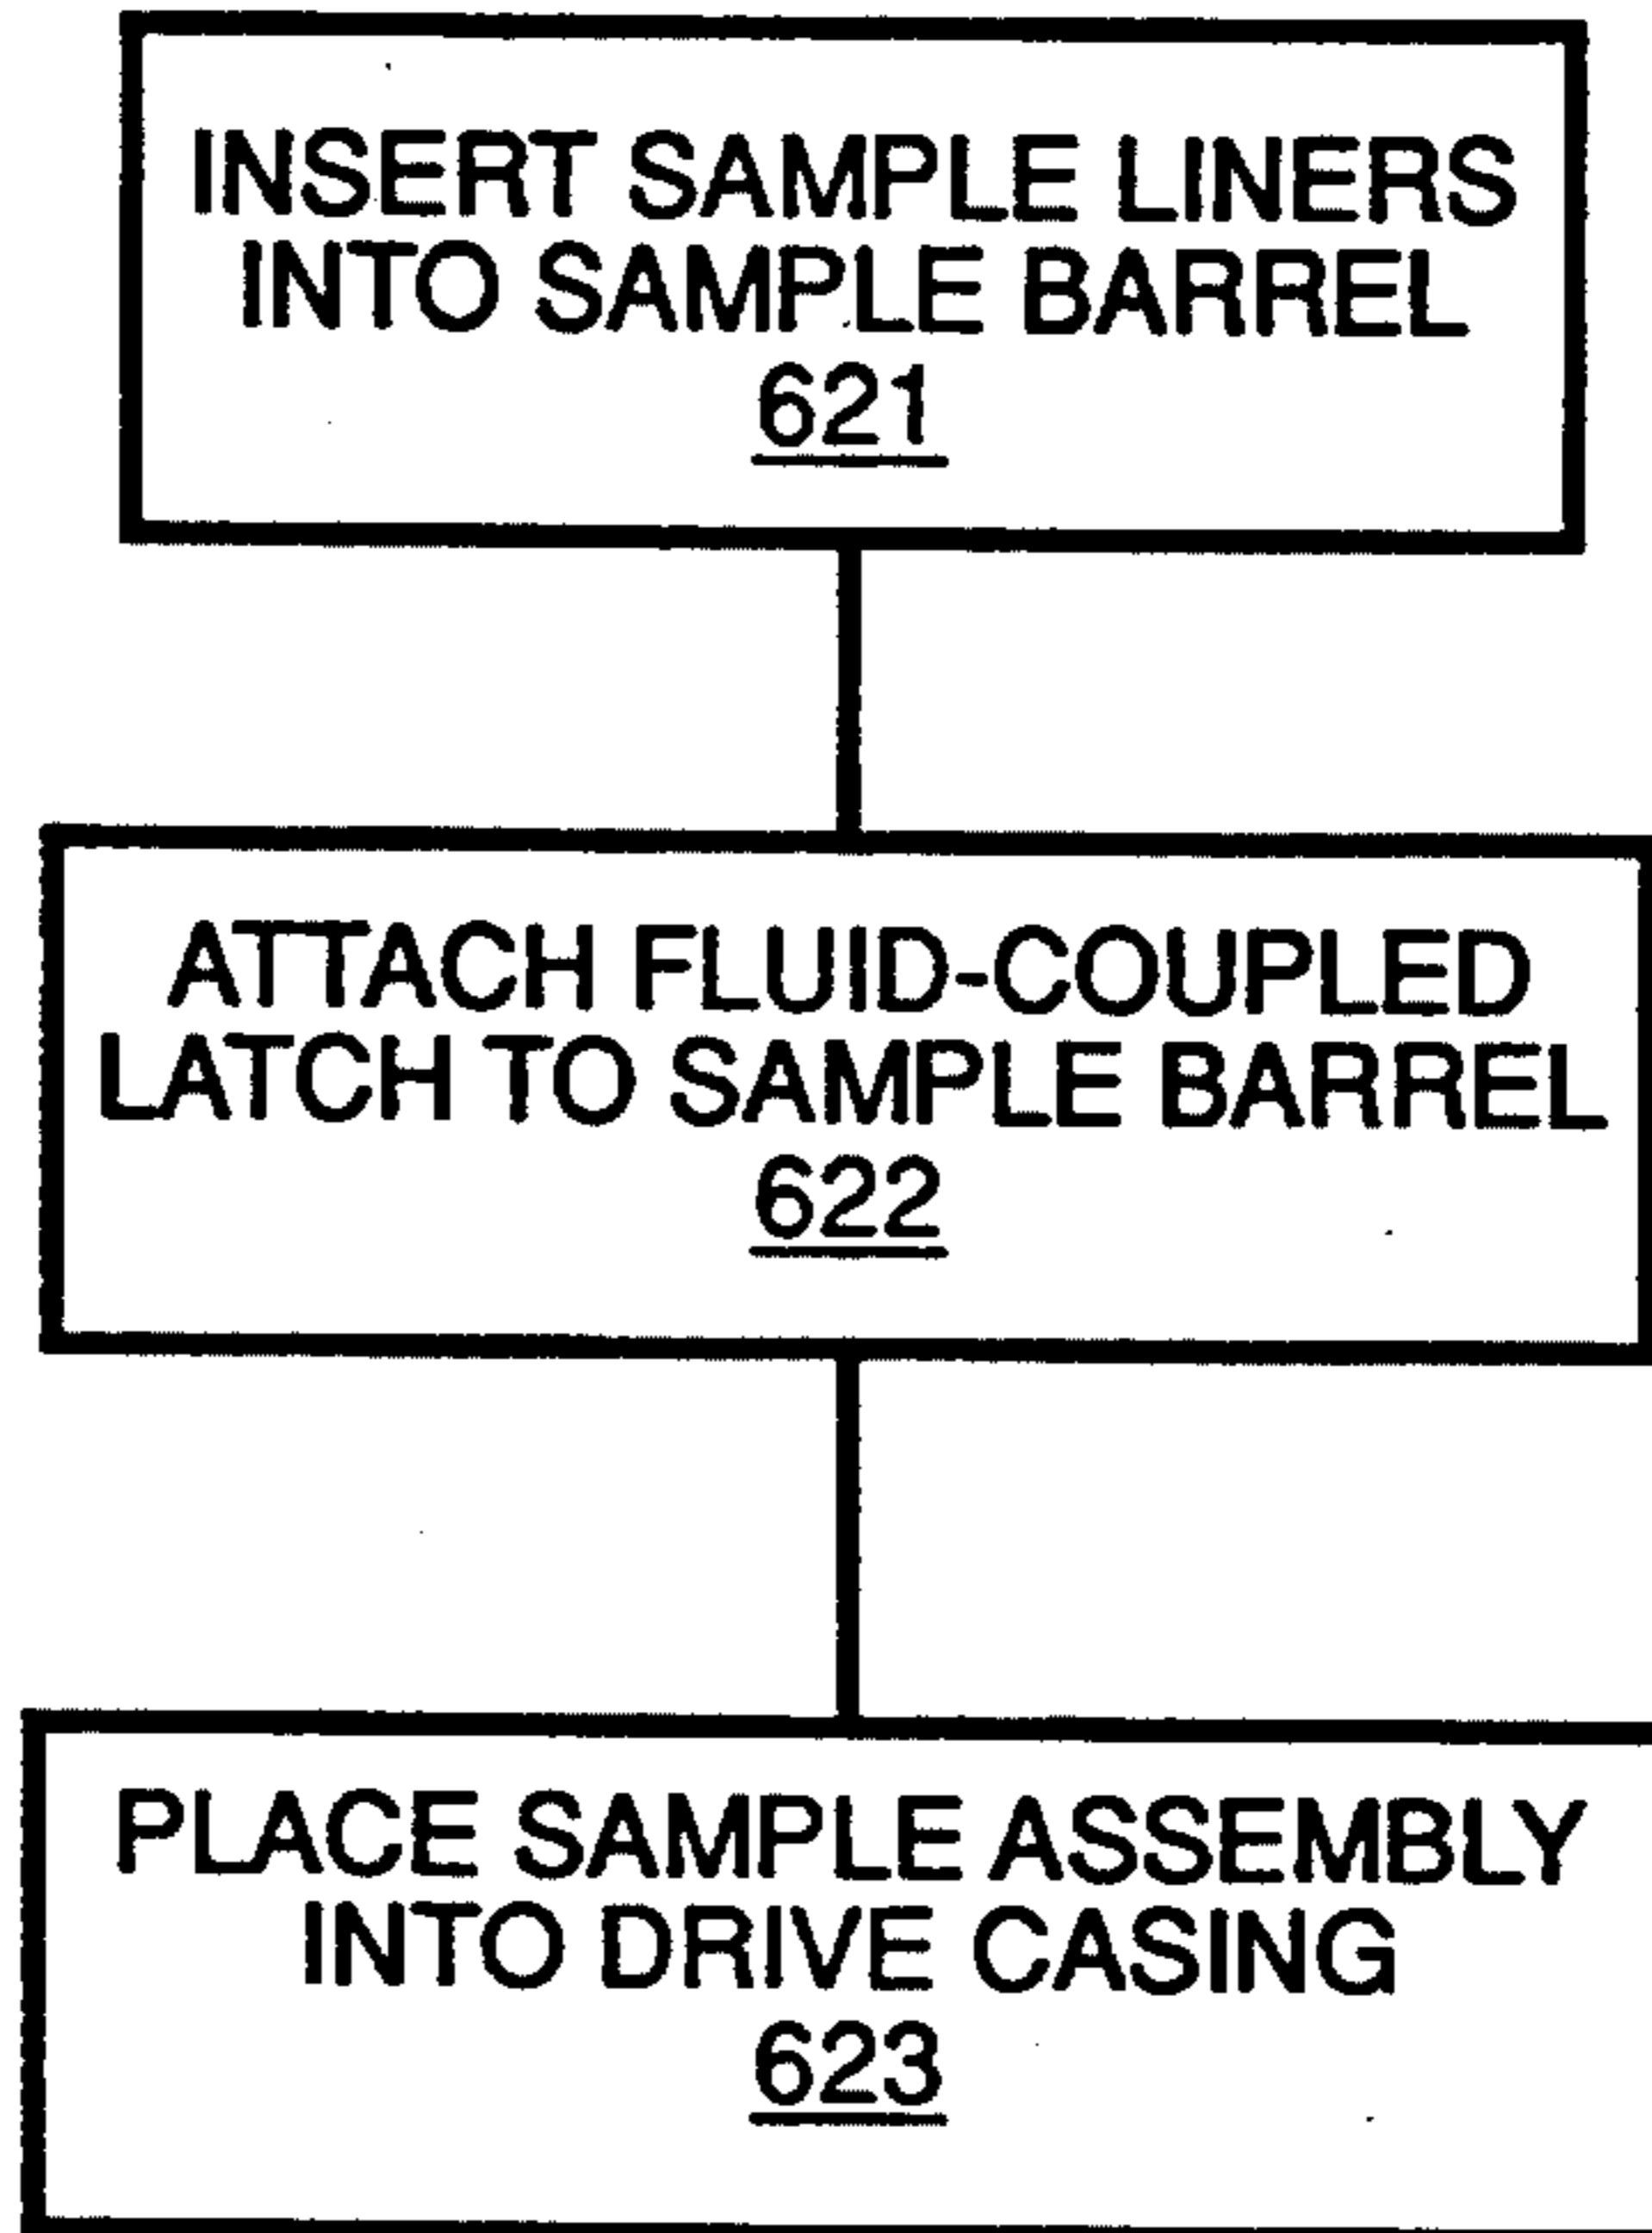 INSERT SAMPLE LINERS
INTO SAMPLE BARREL
621
ATTACH FLUID-COUPLED
LATCH TO SAMPLE BARREL
622
PLACE SAMPLE ASSEMBLY
INTO DRIVE CASING
623